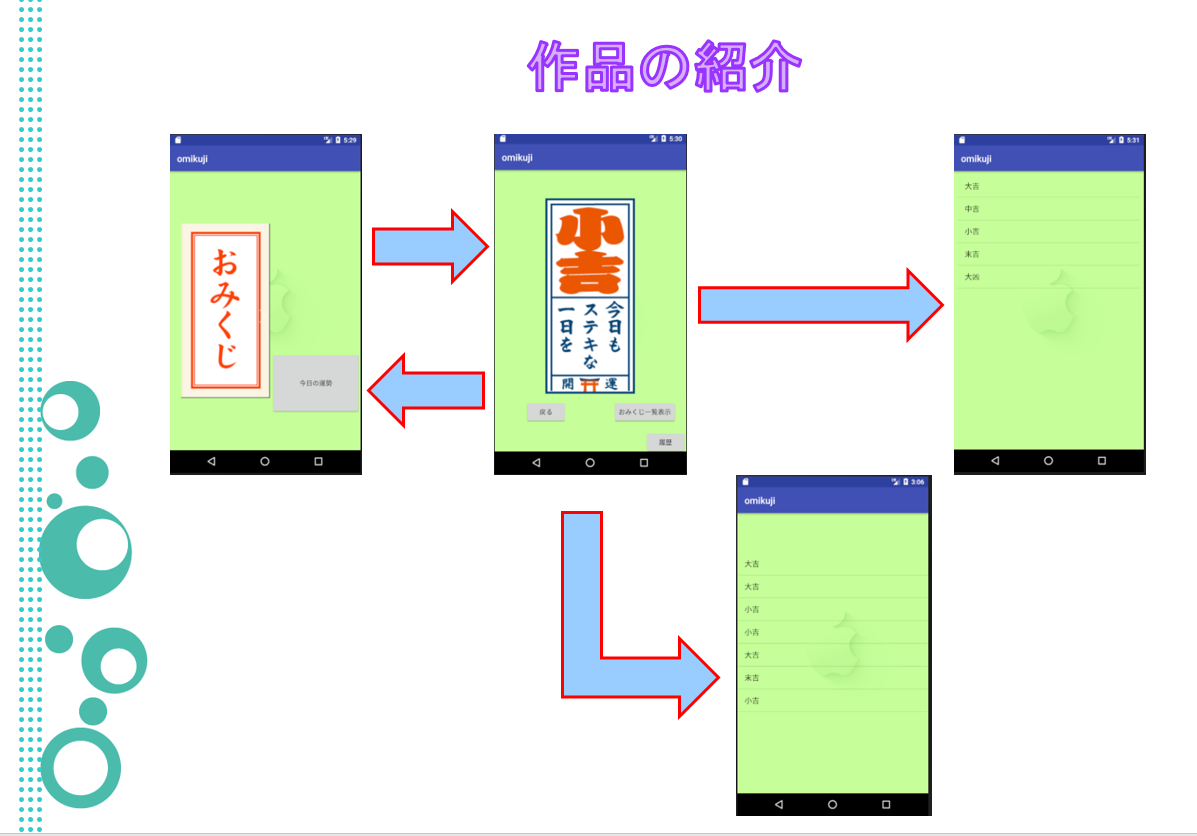 作品の紹介
5:29
omikuji
おみくじ
今日の運勢
5:30
omikuji
小吉
今日も
ステキな
一日を
開運
戻る
おみくじ一覧表示
履歴
5:31
omikuji
大吉
中吉
小吉
末吉
大凶
3:06
omikuji
大吉
大吉
小吉
小吉
大吉
末吉
小吉